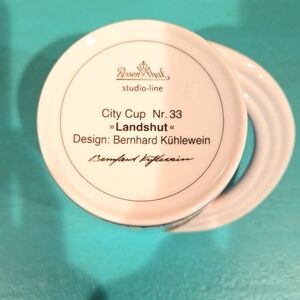 Rosenthal
studio-line
City Cup Nr. 33
»Landshut«
Design: Bernhard Kühlewein
Bernhard Kühlewein